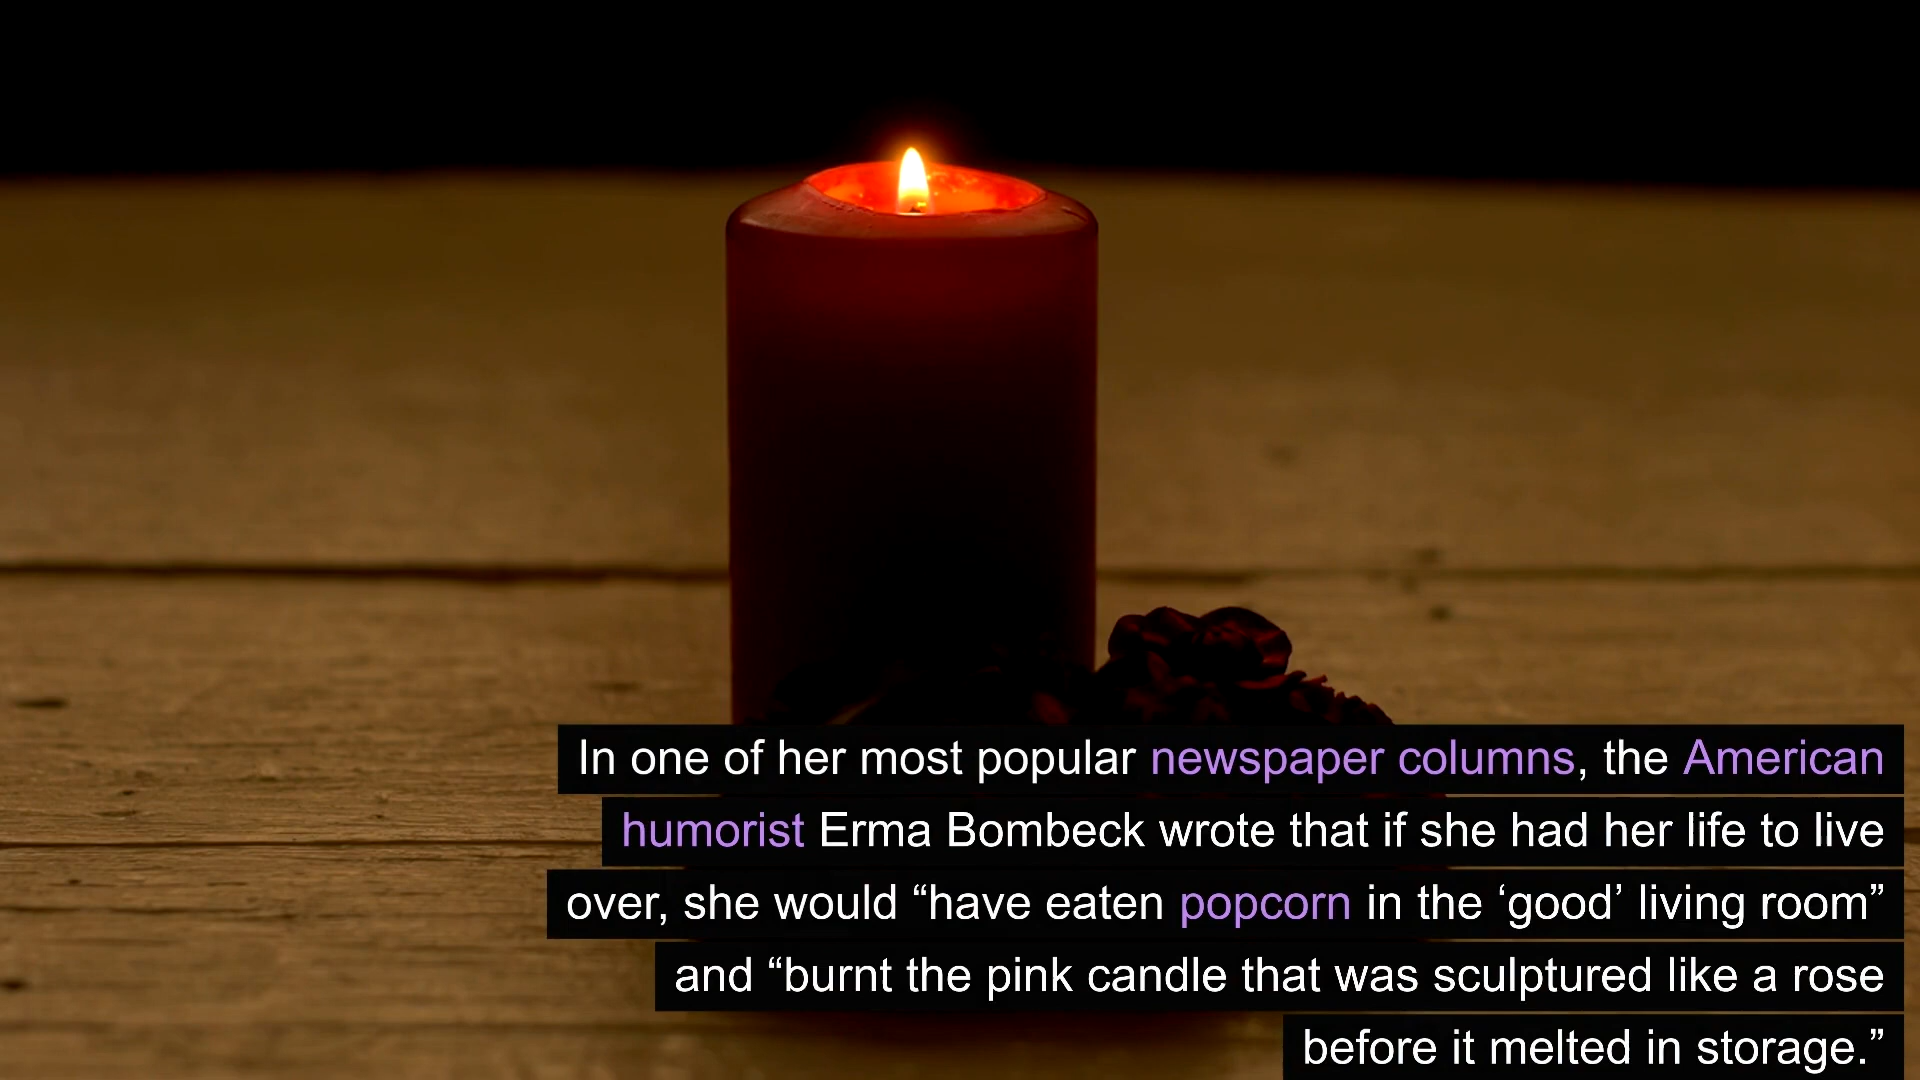 In one of her most popular newspaper columns, the American
humorist Erma Bombeck wrote that if she had her life to live
over, she would “have eaten popcorn in the ‘good’ living room”
and “burnt the pink candle that was sculptured like a rose
before it melted in storage.”